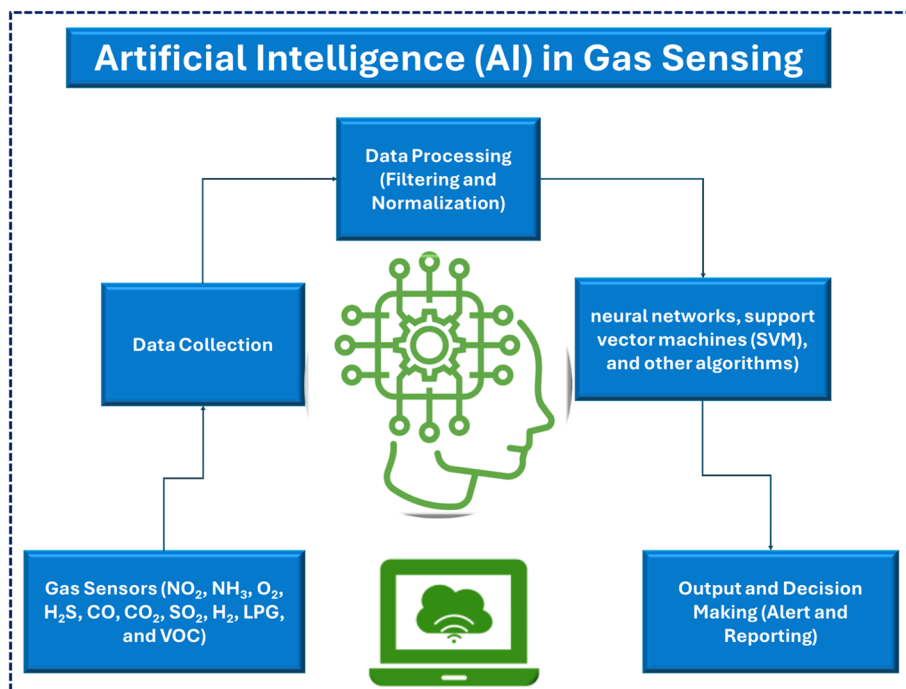 Artificial Intelligence (AI) in Gas Sensing
Data Processing
(Filtering and
Normalization)
Data Collection
neural networks, support
vector machines (SVM),
and other algorithms)
Gas Sensors (NO₂, NH₃, O₂,
H₂S, CO, CO₂, SO₂, H₂, LPG,
and VOC)
Output and Decision
Making (Alert and
Reporting)